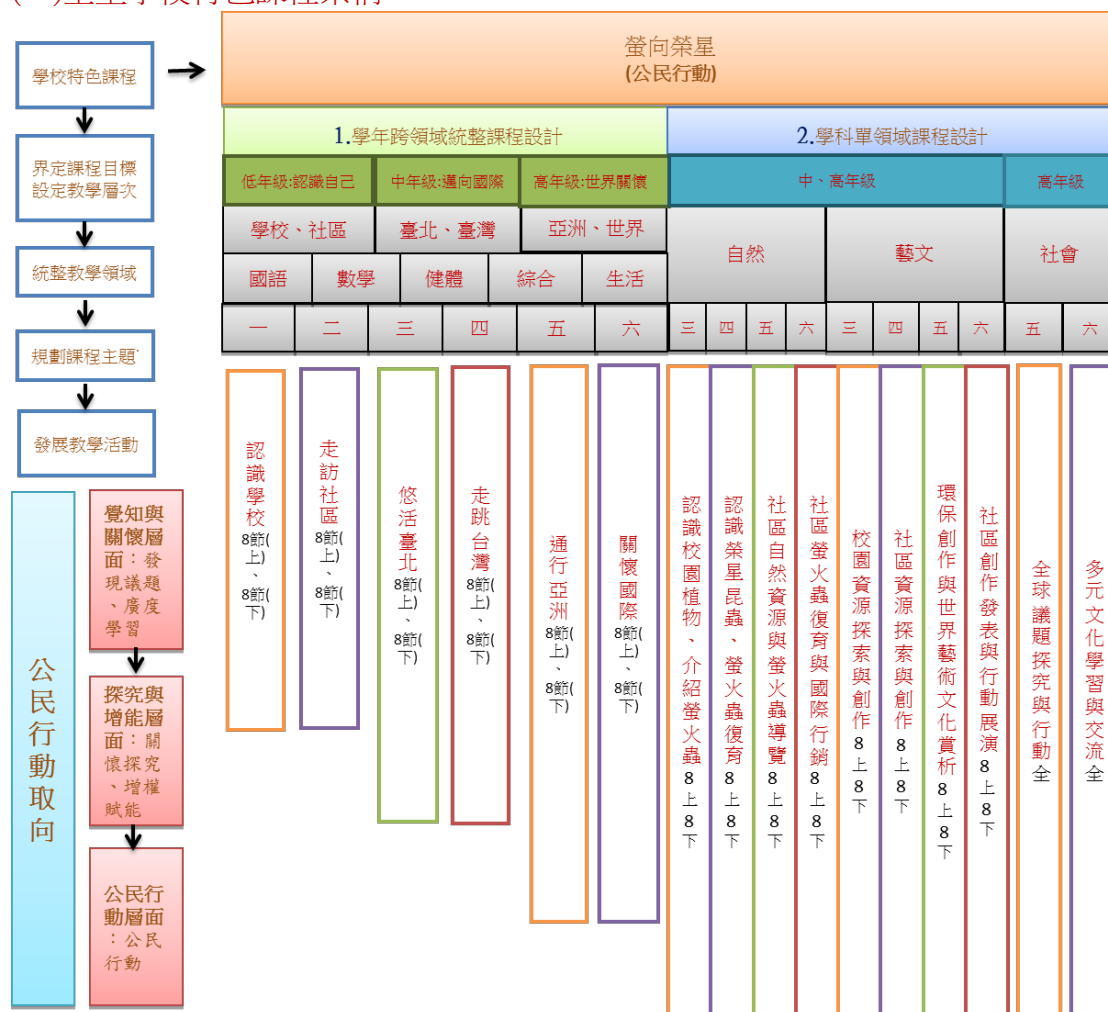 螢向榮星
(公民行動)
學校特色課程
界定課程目標
設定教學層次
統整教學領域
規劃課程主題
發展教學活動
1.學年跨領域統整課程設計
2.學科單領域課程設計
低年級:認識自己
中年級:邁向國際
高年級:世界關懷
中、高年級
高年級
學校、社區
臺北、臺灣
亞洲、世界
自然
藝文
社會
國語
數學
健體
綜合
生活
一
二
三
四
五
六
三
四
五
六
三
四
五
六
五
六
認識學校8節(上)、8節(下)
走訪社區8節(上)、8節(下)
悠活臺北8節(上)、8節(下)
走跳台灣8節(上)、8節(下)
通行亞洲8節(上)、8節(下)
關懷國際8節(上)、8節(下)
認識校園植物、介紹螢火蟲8上8下
認識榮星昆蟲、螢火蟲復育8上8下
社區自然資源與螢火蟲導覽8上8下
社區螢火蟲復育與國際行銷8上8下
校園資源探索與創作8上8下
社區資源探索與創作8上8下
環保創作與世界藝術文化賞析8上8下
社區創作發表與行動展演8上8下
全球議題探究與行動全
多元文化學習與交流全
公民行動取向
覺知與
關懷層
面：發
現議題
、廣度
學習
探究與
增能層
面：關
懷探究
、增權
賦能
公民行
動層面
：公民
行動